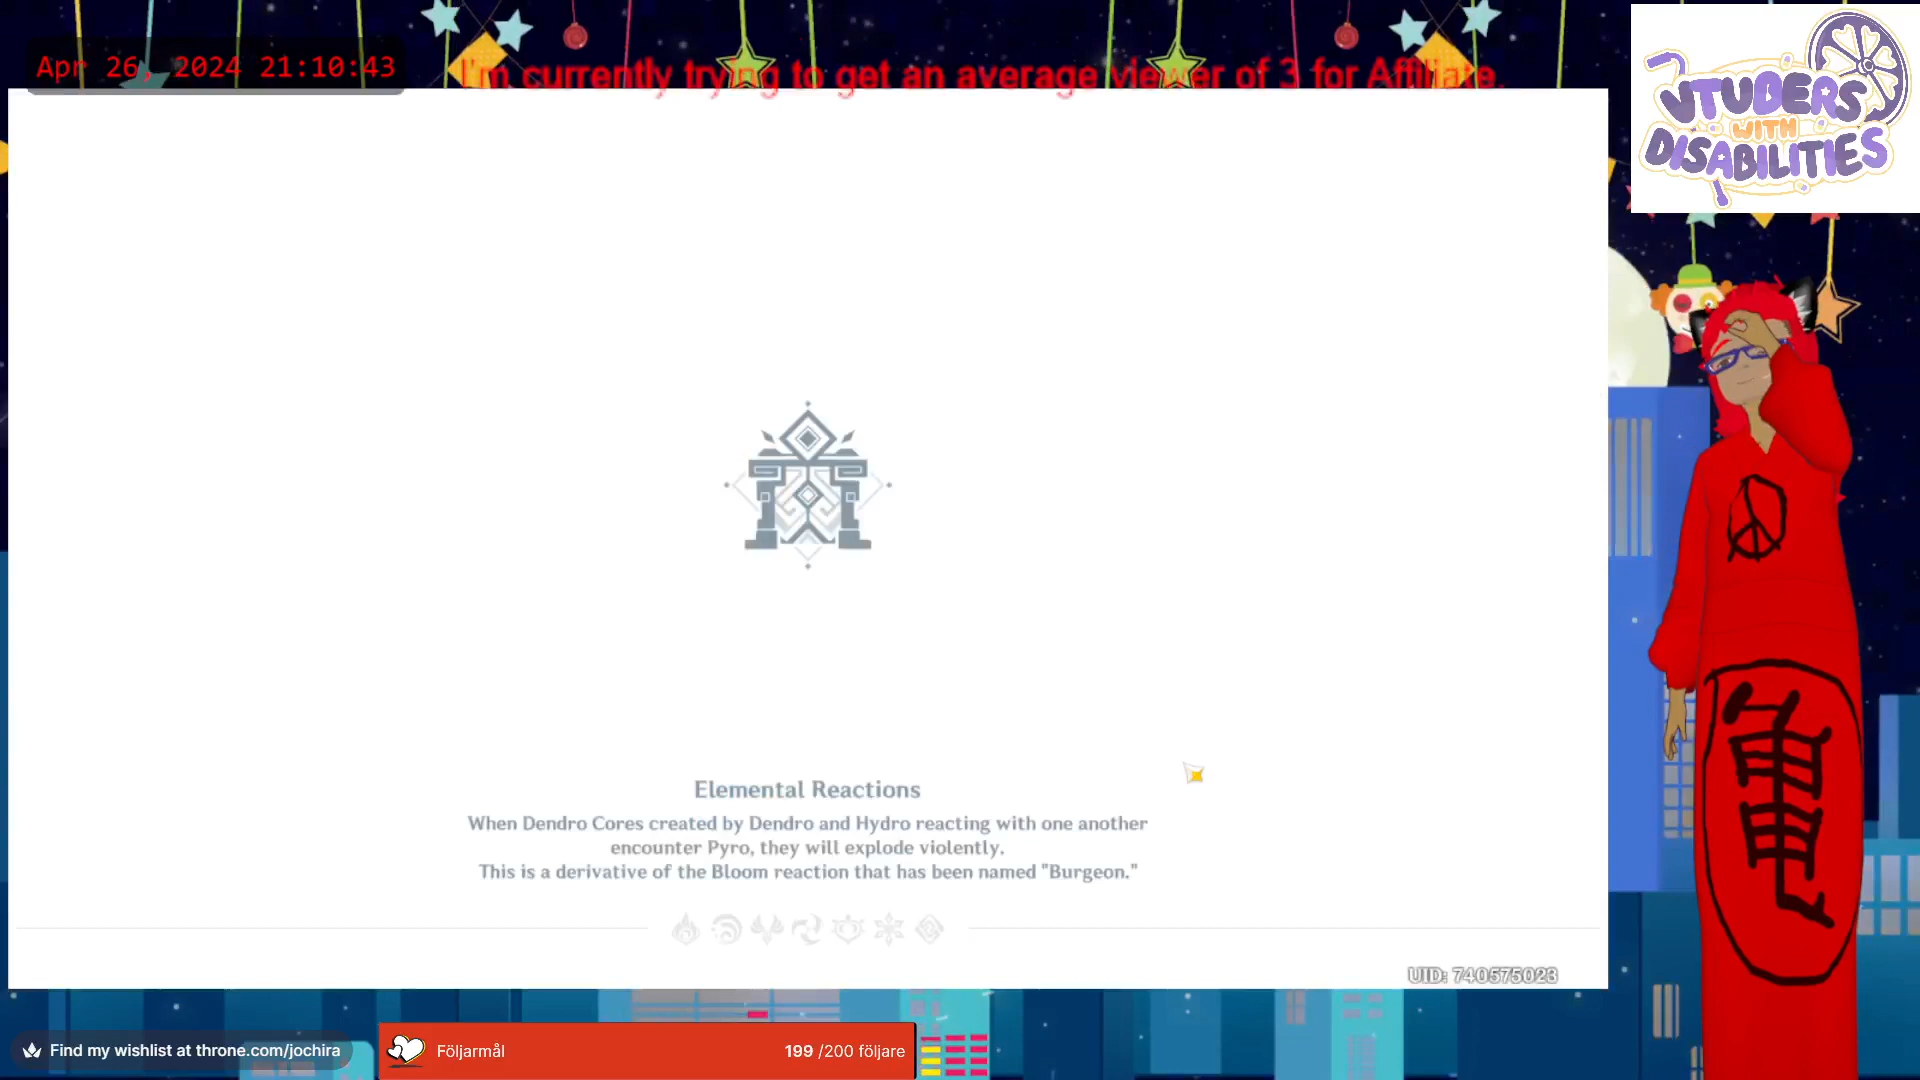 Apr 26, 2024 21:10:43
I'm currently trying to get an average viewer of 3 for Affiliate.
VTUBERS
WITH
DISABILITIES
亀
Elemental Reactions
When Dendro Cores created by Dendro and Hydro reacting with one another
encounter Pyro, they will explode violently.
This is a derivative of the Bloom reaction that has been named "Burgeon."
UID: 740575023
Find my wishlist at throne.com/jochira
Följarmål
199 /200 följare